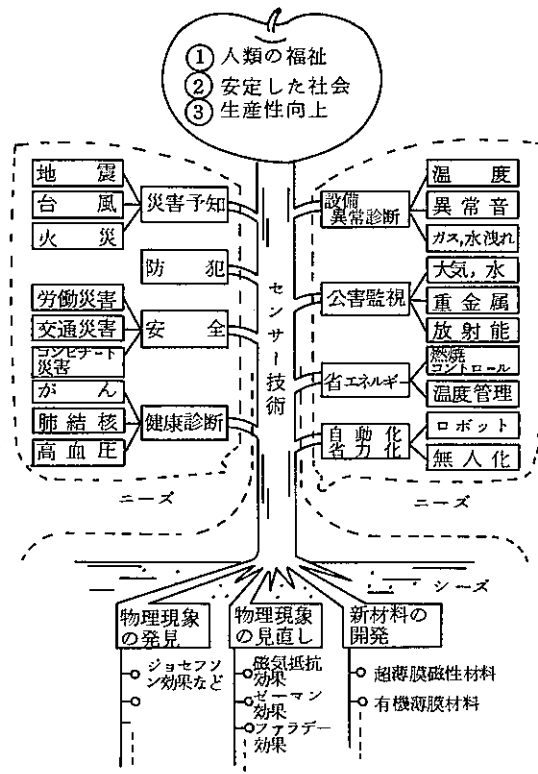 ① 人類の福祉
② 安定した社会
③ 生産性向上
地震
台風
火災
災害予知
防犯
労働災害
交通災害
コンビナート
災害
安全
がん
肺結核
高血圧
健康診断
ニーズ
センサー技術
設備
異常診断
温度
異常音
ガス,水洩れ
公害監視
大気,水
重金属
放射能
省エネルギー
燃焼
コントロール
温度管理
自動化
省力化
ロボット
無人化
ニーズ
シーズ
物理現象
の発見
ジョセフソ
ン効果など
物理現象
の見直し
磁気抵抗
効果
ゼーマン
効果
ファラデー
効果
新材料の
開発
超薄膜磁性材料
有機薄膜材料